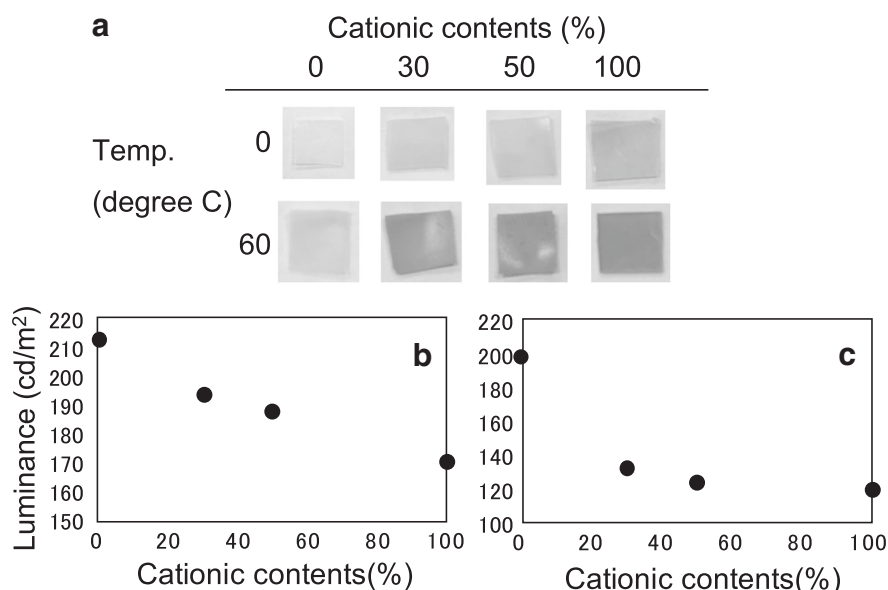 a
Cationic contents (%)
0 30 50 100
Temp.
(degree C)
0
60
b
Luminance (cd/m²)
220
210
200
190
180
170
160
150
0 20 40 60 80 100
Cationic contents(%)
c
220
200
180
160
140
120
100
0 20 40 60 80 100
Cationic contents(%)